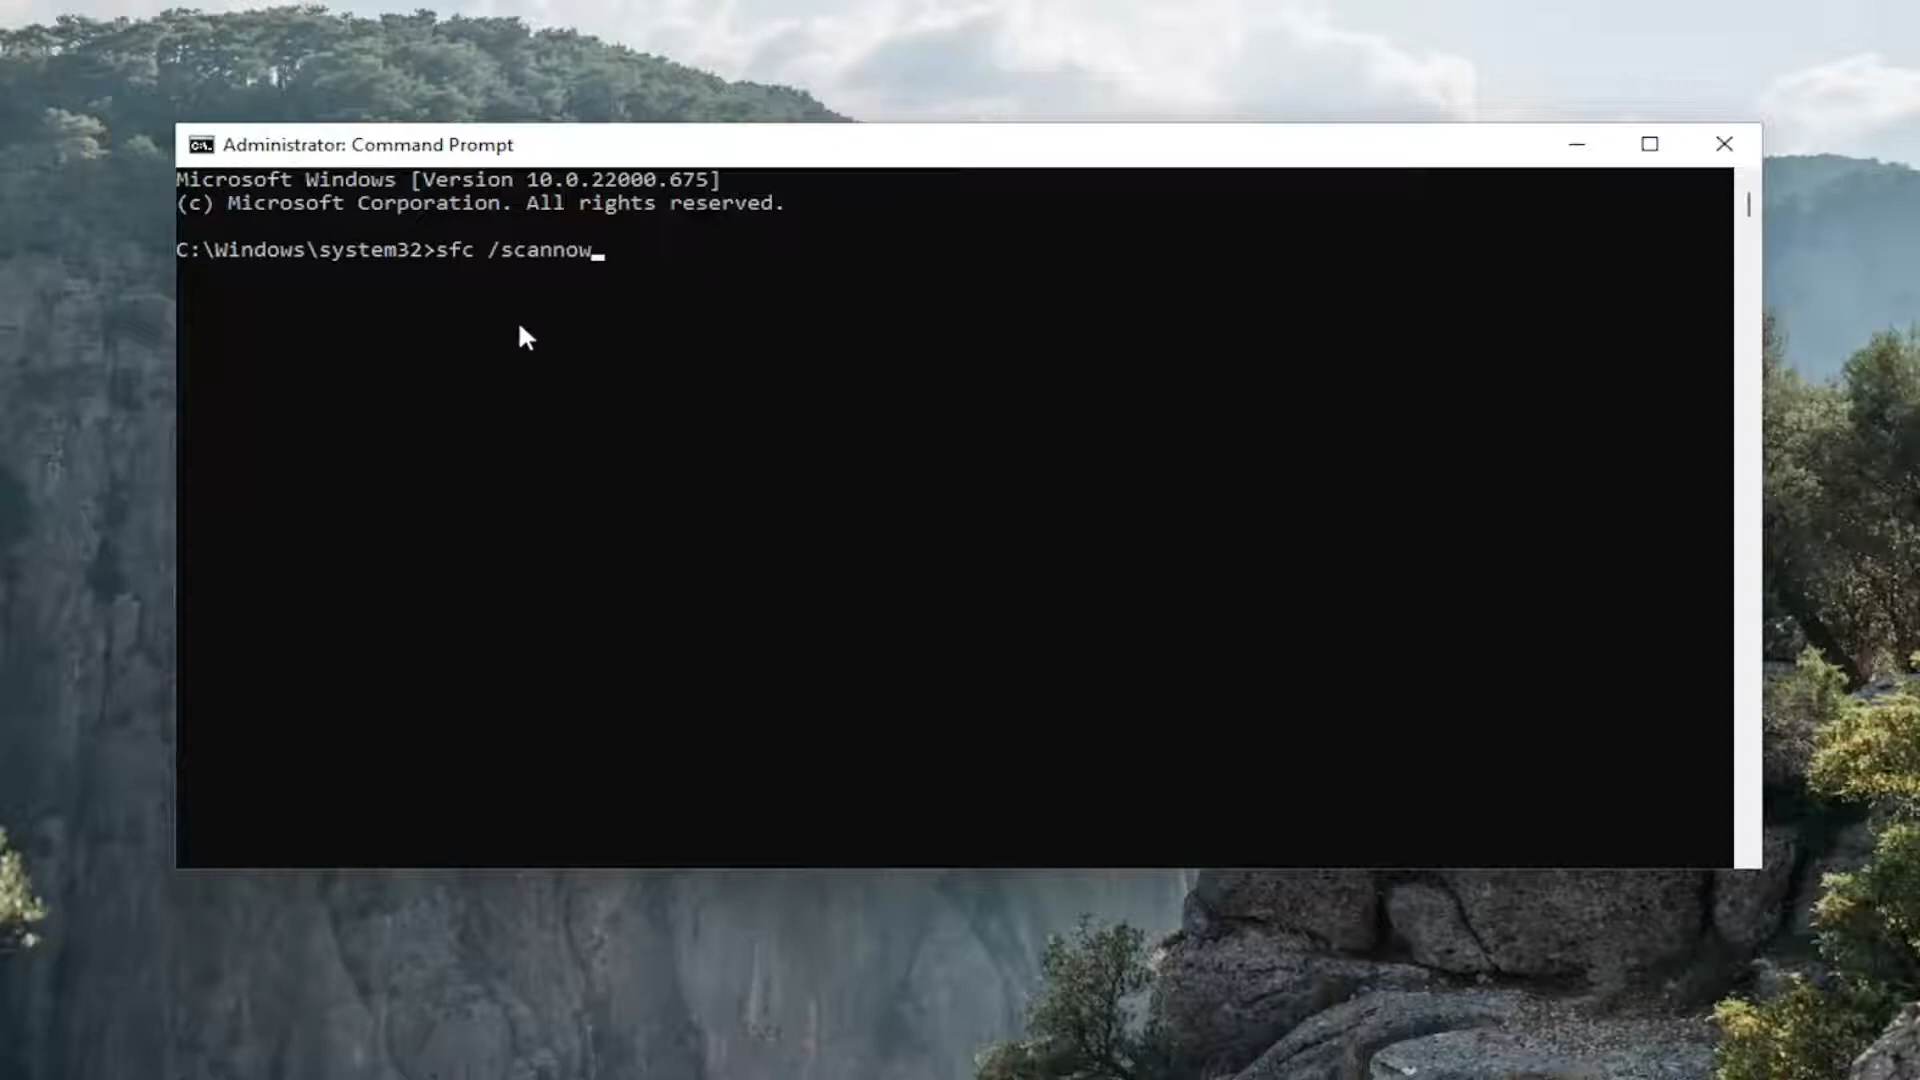 Administrator: Command Prompt
Microsoft Windows [Version 10.0.22000.675]
(c) Microsoft Corporation. All rights reserved.
C:\Windows\system32>sfc /scannow